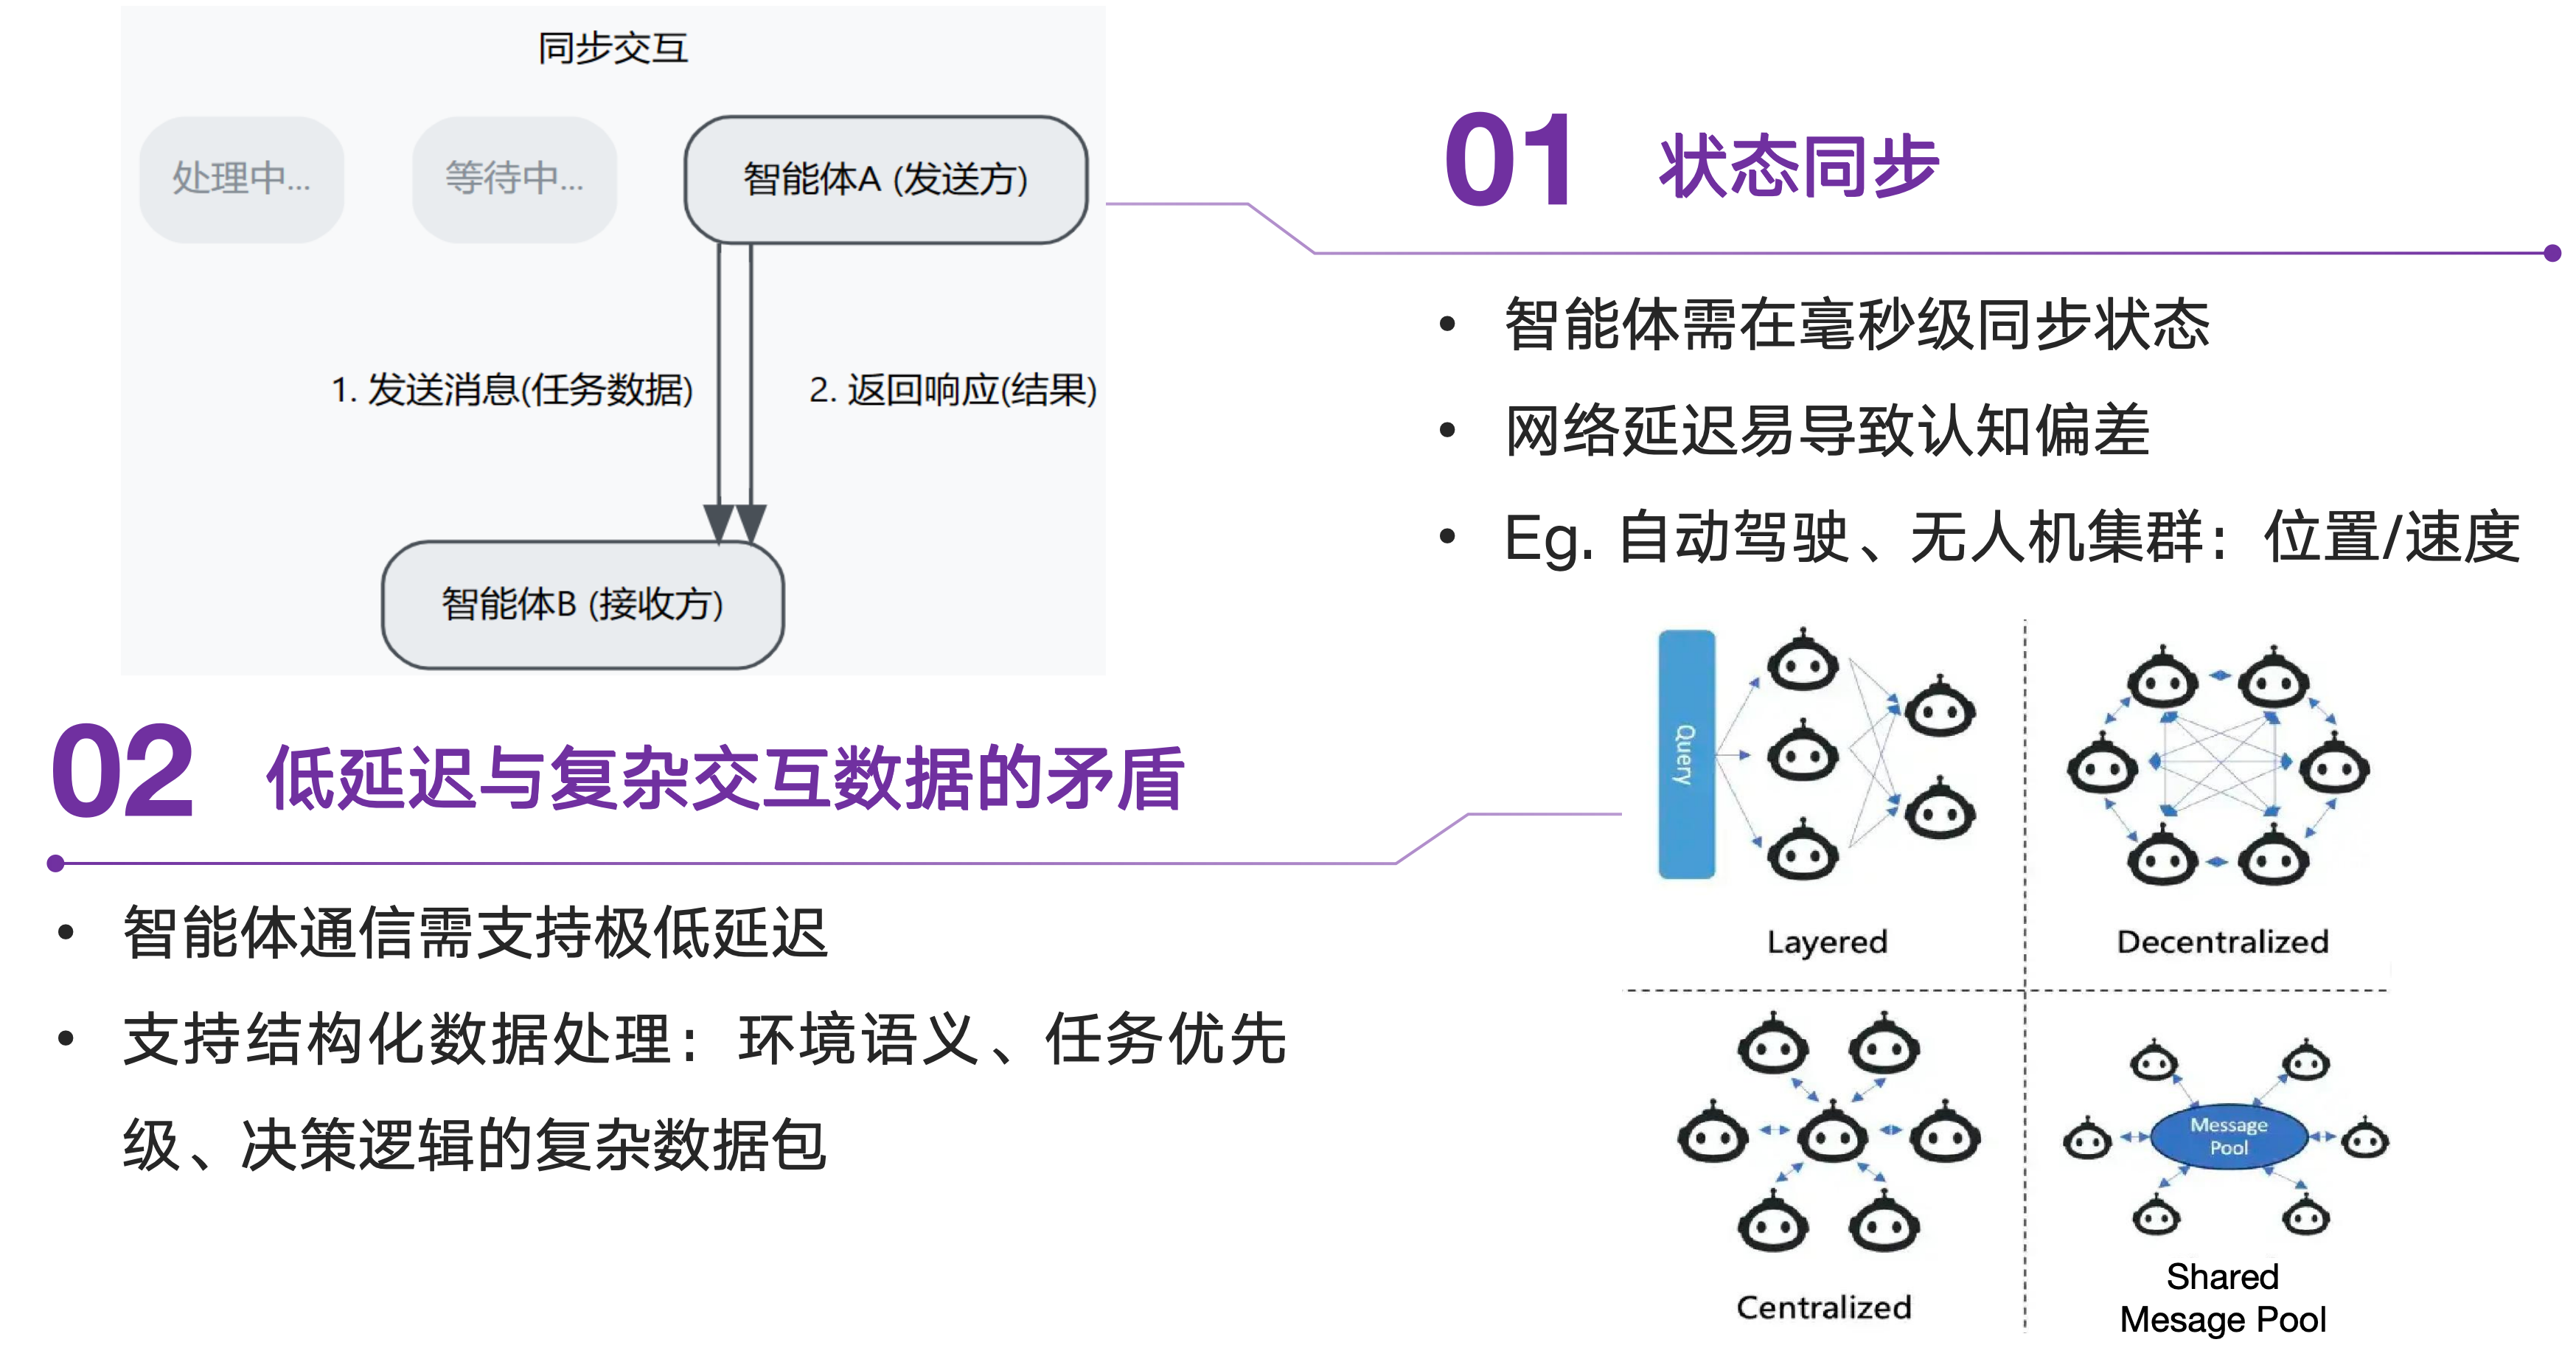 同步交互
处理中...
等待中...
智能体A (发送方)
1. 发送消息(任务数据)
2. 返回响应(结果)
智能体B (接收方)
01 状态同步
• 智能体需在毫秒级同步状态
• 网络延迟易导致认知偏差
• Eg. 自动驾驶、无人机集群：位置/速度
02 低延迟与复杂交互数据的矛盾
• 智能体通信需支持极低延迟
• 支持结构化数据处理：环境语义、任务优先
级、决策逻辑的复杂数据包
Query
Layered
Decentralized
Centralized
Message
Pool
Shared
Mesage Pool